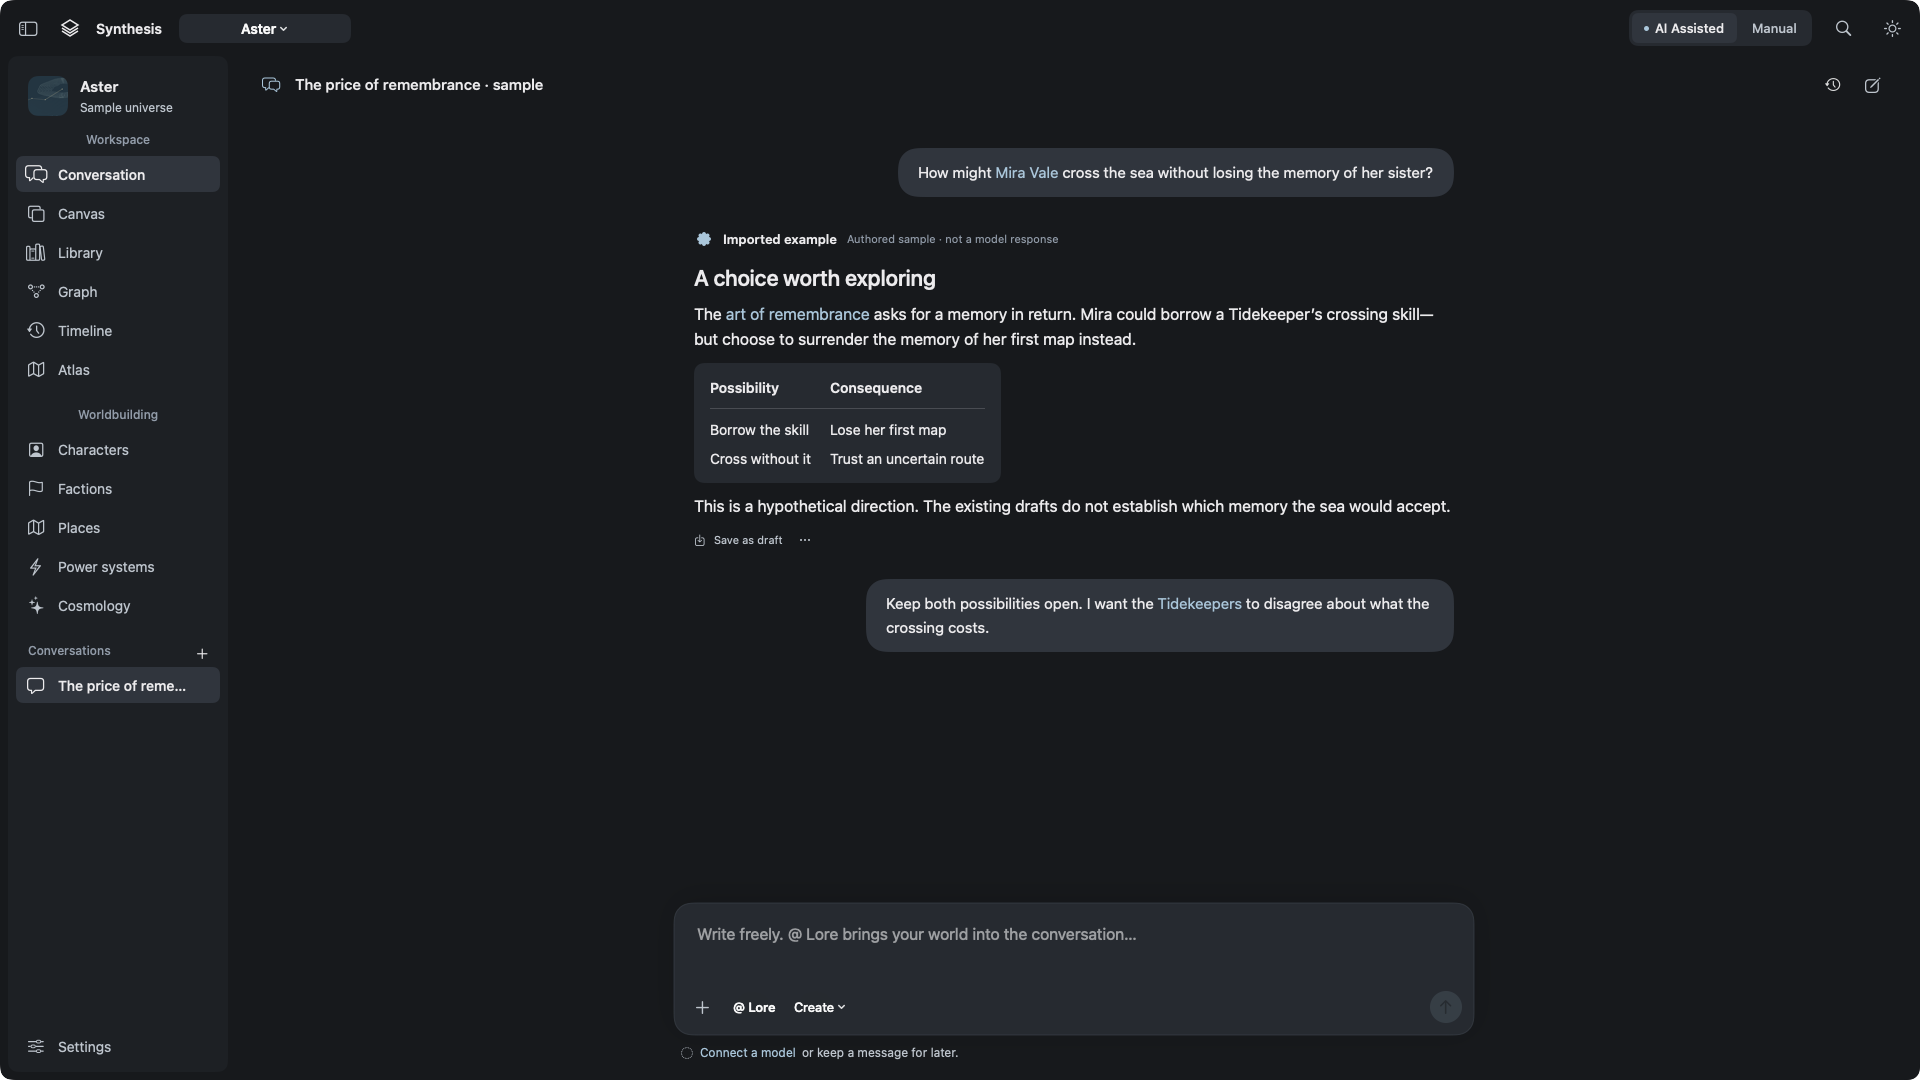 Synthesis
Aster
AI Assisted
Manual
Aster
Sample universe
Workspace
Conversation
Canvas
Library
Graph
Timeline
Atlas
Worldbuilding
Characters
Factions
Places
Power systems
Cosmology
Conversations
The price of reme...
Settings
The price of remembrance · sample
How might Mira Vale cross the sea without losing the memory of her sister?
Imported example Authored sample · not a model response
A choice worth exploring
The art of remembrance asks for a memory in return. Mira could borrow a Tidekeeper’s crossing skill—
but choose to surrender the memory of her first map instead.
Possibility Consequence
Borrow the skill Lose her first map
Cross without it Trust an uncertain route
This is a hypothetical direction. The existing drafts do not establish which memory the sea would accept.
Save as draft
Keep both possibilities open. I want the Tidekeepers to disagree about what the
crossing costs.
Write freely. @ Lore brings your world into the conversation...
@ Lore Create
Connect a model or keep a message for later.